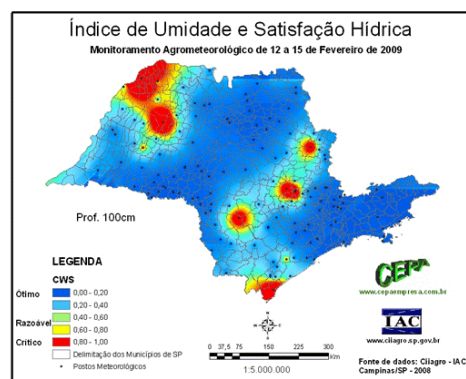 Índice de Umidade e Satisfação Hídrica
Monitoramento Agrometeorológico de 12 a 15 de Fevereiro de 2009
Prof. 100cm
LEGENDA
CWS
Ótimo
0,00 - 0,20
0,20 - 0,40
Razoável
0,40 - 0,60
0,60 - 0,80
Crítico
0,80 - 1,00
Delimitação dos Municípios de SP
Postos Meteorológicos
N
0 37,5 75 150 225 300
Km
1:5.000.000
CEPA
www.cepaempresa.com.br
IAC
www.ciiagro.sp.gov.br
Fonte de dados: Ciiagro - IAC
Campinas/SP - 2008